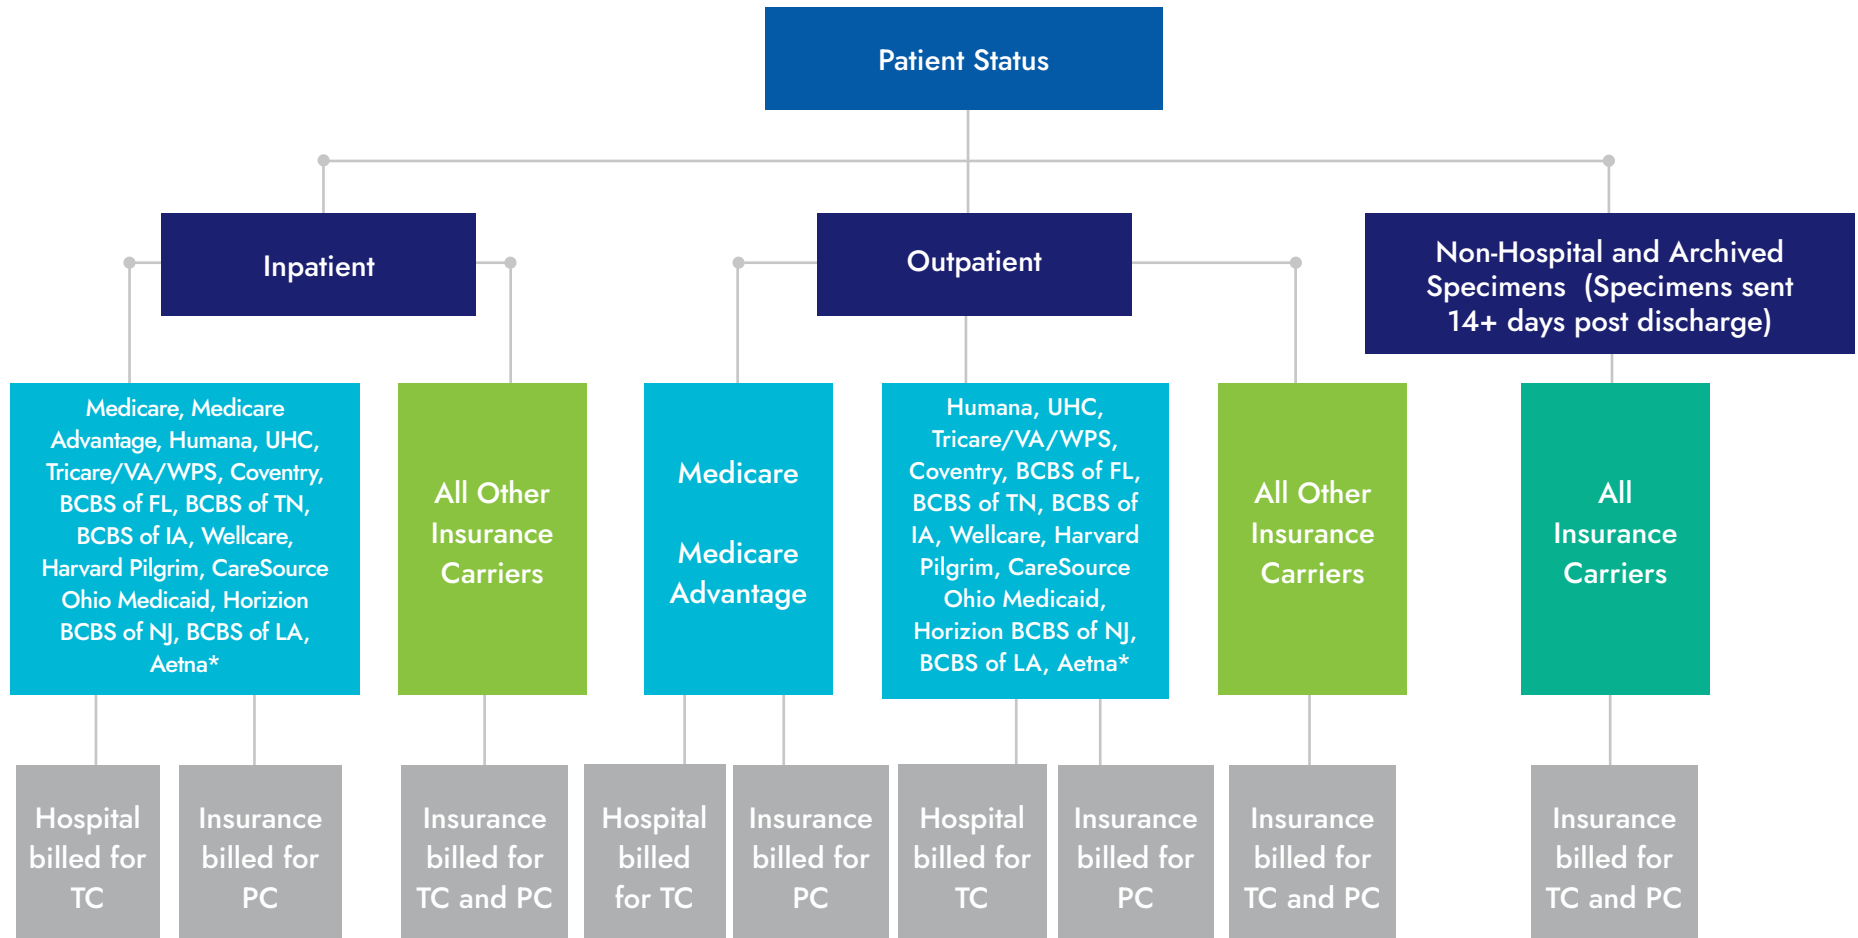 Patient Status
Inpatient
Outpatient
Non-Hospital and Archived
Specimens (Specimens sent
14+ days post discharge)
Medicare, Medicare
Advantage, Humana, UHC,
Tricare/VA/WPS, Coventry,
BCBS of FL, BCBS of TN,
BCBS of IA, Wellcare,
Harvard Pilgrim, CareSource
Ohio Medicaid, Horizion
BCBS of NJ, BCBS of LA,
Aetna*
All Other
Insurance
Carriers
Medicare
Medicare
Advantage
Humana, UHC,
Tricare/VA/WPS,
Coventry, BCBS of FL,
BCBS of TN, BCBS of
IA, Wellcare, Harvard
Pilgrim, CareSource
Ohio Medicaid,
Horizion BCBS of NJ,
BCBS of LA, Aetna*
All Other
Insurance
Carriers
All
Insurance
Carriers
Hospital
billed for
TC
Insurance
billed for
PC
Insurance
billed for
TC and PC
Hospital
billed
for TC
Insurance
billed for
PC
Hospital
billed for
TC
Insurance
billed for
PC
Insurance
billed for
TC and PC
Insurance
billed for
TC and PC